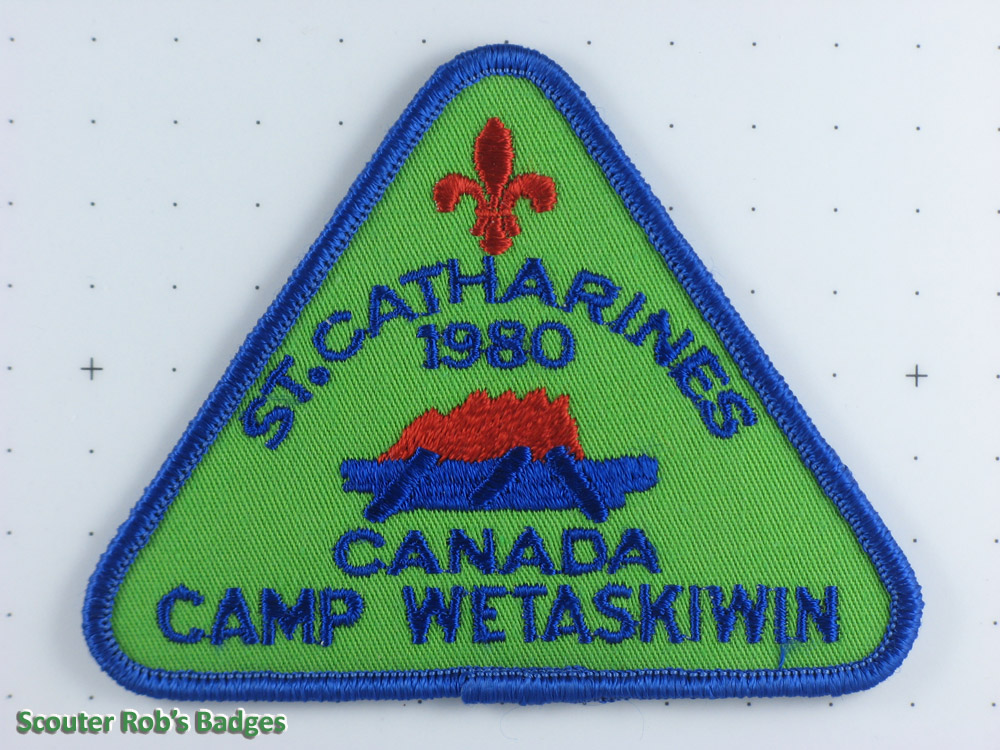 ST. CATHARINES
1980
CANADA
CAMP WETASKIWIN
Scouter Rob's Badges